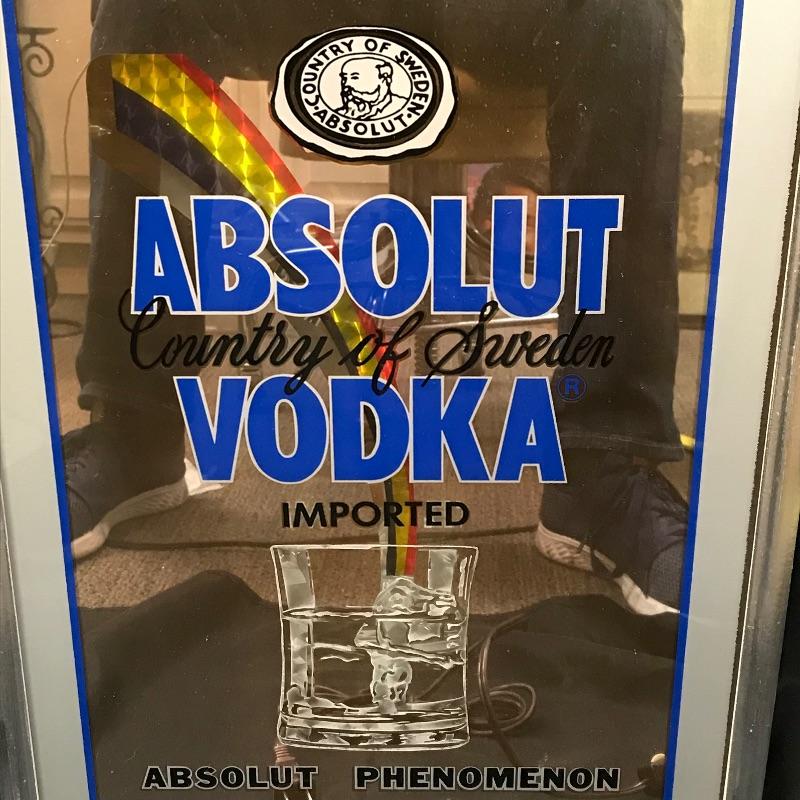 COUNTRY OF SWEDEN
·ABSOLUT·
ABSOLUT
Country of Sweden
VODKA®
IMPORTED
ABSOLUT PHENOMENON